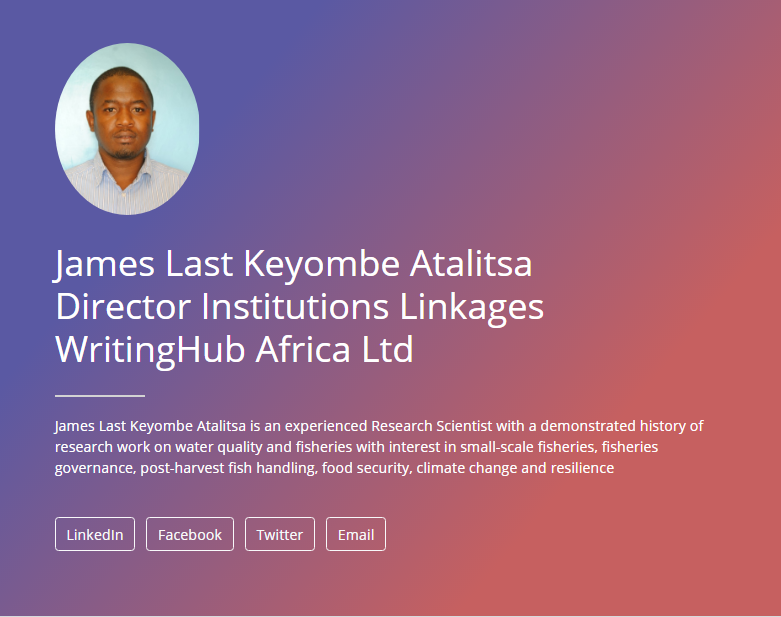 James Last Keyombe Atalitsa
Director Institutions Linkages
WritingHub Africa Ltd
James Last Keyombe Atalitsa is an experienced Research Scientist with a demonstrated history of
research work on water quality and fisheries with interest in small-scale fisheries, fisheries
governance, post-harvest fish handling, food security, climate change and resilience
LinkedIn
Facebook
Twitter
Email